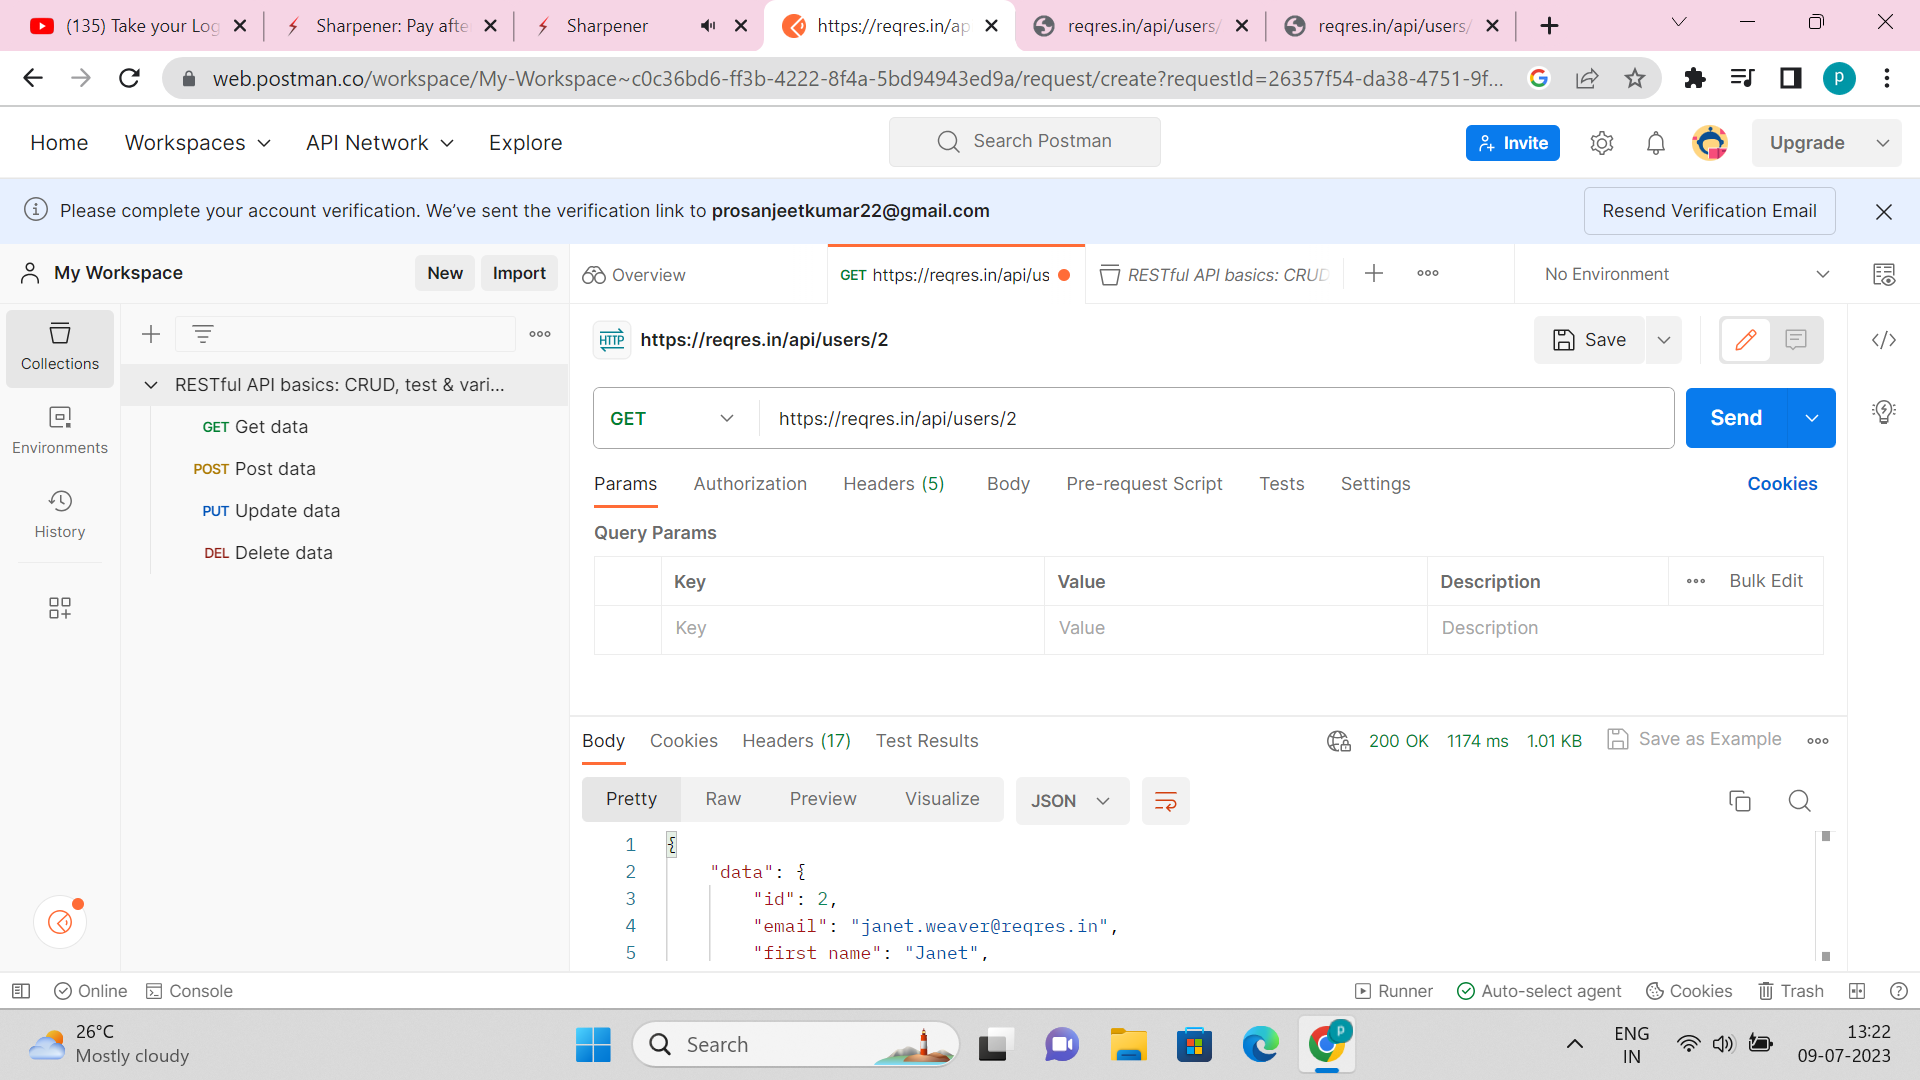 (135) Take your Log
Sharpener: Pay afte
Sharpener
https://reqres.in/ap
reqres.in/api/users/
reqres.in/api/users/
web.postman.co/workspace/My-Workspace~c0c36bd6-ff3b-4222-8f4a-5bd94943ed9a/request/create?requestId=26357f54-da38-4751-9f...
P
Home
Workspaces
API Network
Explore
Search Postman
Invite
Upgrade
Please complete your account verification. We’ve sent the verification link to prosanjeetkumar22@gmail.com
Resend Verification Email
My Workspace
New
Import
Overview
GET https://reqres.in/api/us
RESTful API basics: CRUD
No Environment
Collections
Environments
History
RESTful API basics: CRUD, test & vari...
GET Get data
POST Post data
PUT Update data
DEL Delete data
HTTP
https://reqres.in/api/users/2
Save
GET
https://reqres.in/api/users/2
Send
Params
Authorization
Headers (5)
Body
Pre-request Script
Tests
Settings
Cookies
Query Params
Key
Value
Description
Bulk Edit
Key
Value
Description
Body
Cookies
Headers (17)
Test Results
200 OK
1174 ms
1.01 KB
Save as Example
Pretty
Raw
Preview
Visualize
JSON
1 {
2 "data": {
3 "id": 2,
4 "email": "janet.weaver@reqres.in",
5 "first name": "Janet",
Online
Console
Runner
Auto-select agent
Cookies
Trash
26°C
Mostly cloudy
Search
P
ENG
IN
13:22
09-07-2023